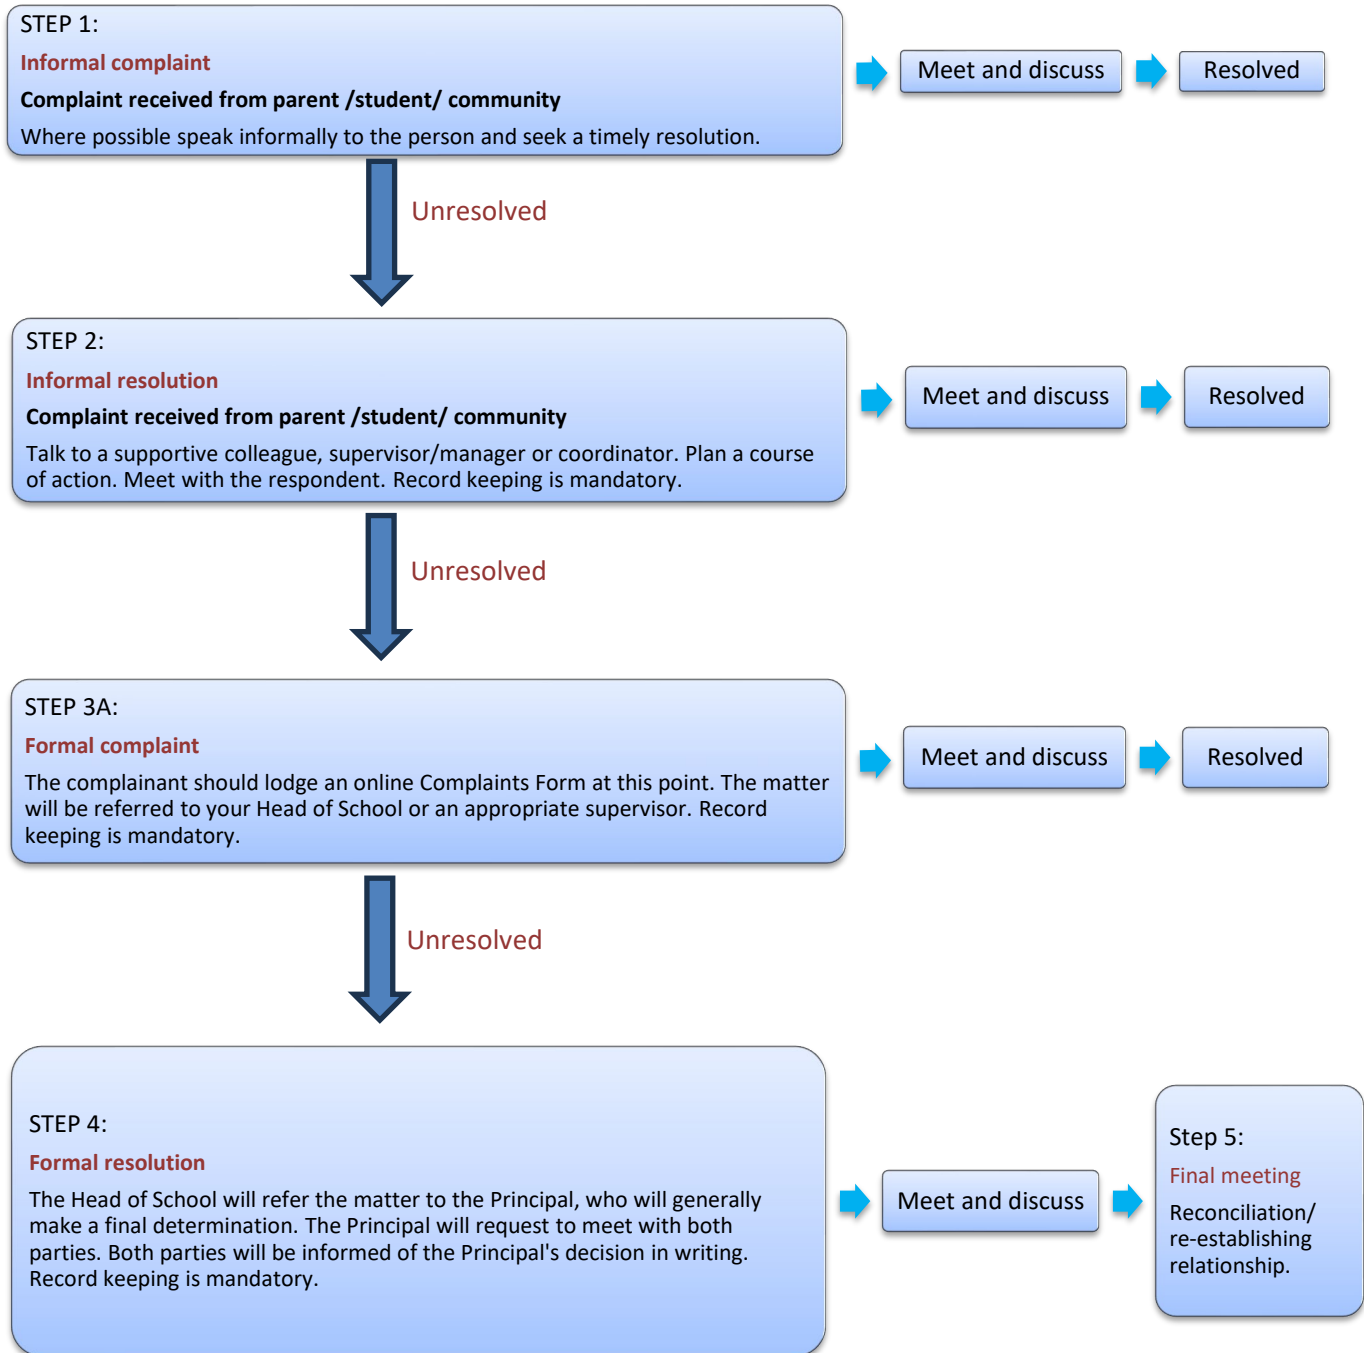 STEP 1:
Informal complaint
Complaint received from parent /student/ community
Where possible speak informally to the person and seek a timely resolution.
Meet and discuss
Resolved
Unresolved
STEP 2:
Informal resolution
Complaint received from parent /student/ community
Talk to a supportive colleague, supervisor/manager or coordinator. Plan a course
of action. Meet with the respondent. Record keeping is mandatory.
Meet and discuss
Resolved
Unresolved
STEP 3A:
Formal complaint
The complainant should lodge an online Complaints Form at this point. The matter
will be referred to your Head of School or an appropriate supervisor. Record
keeping is mandatory.
Meet and discuss
Resolved
Unresolved
STEP 4:
Formal resolution
The Head of School will refer the matter to the Principal, who will generally
make a final determination. The Principal will request to meet with both
parties. Both parties will be informed of the Principal's decision in writing.
Record keeping is mandatory.
Meet and discuss
Step 5:
Final meeting
Reconciliation/
re-establishing
relationship.